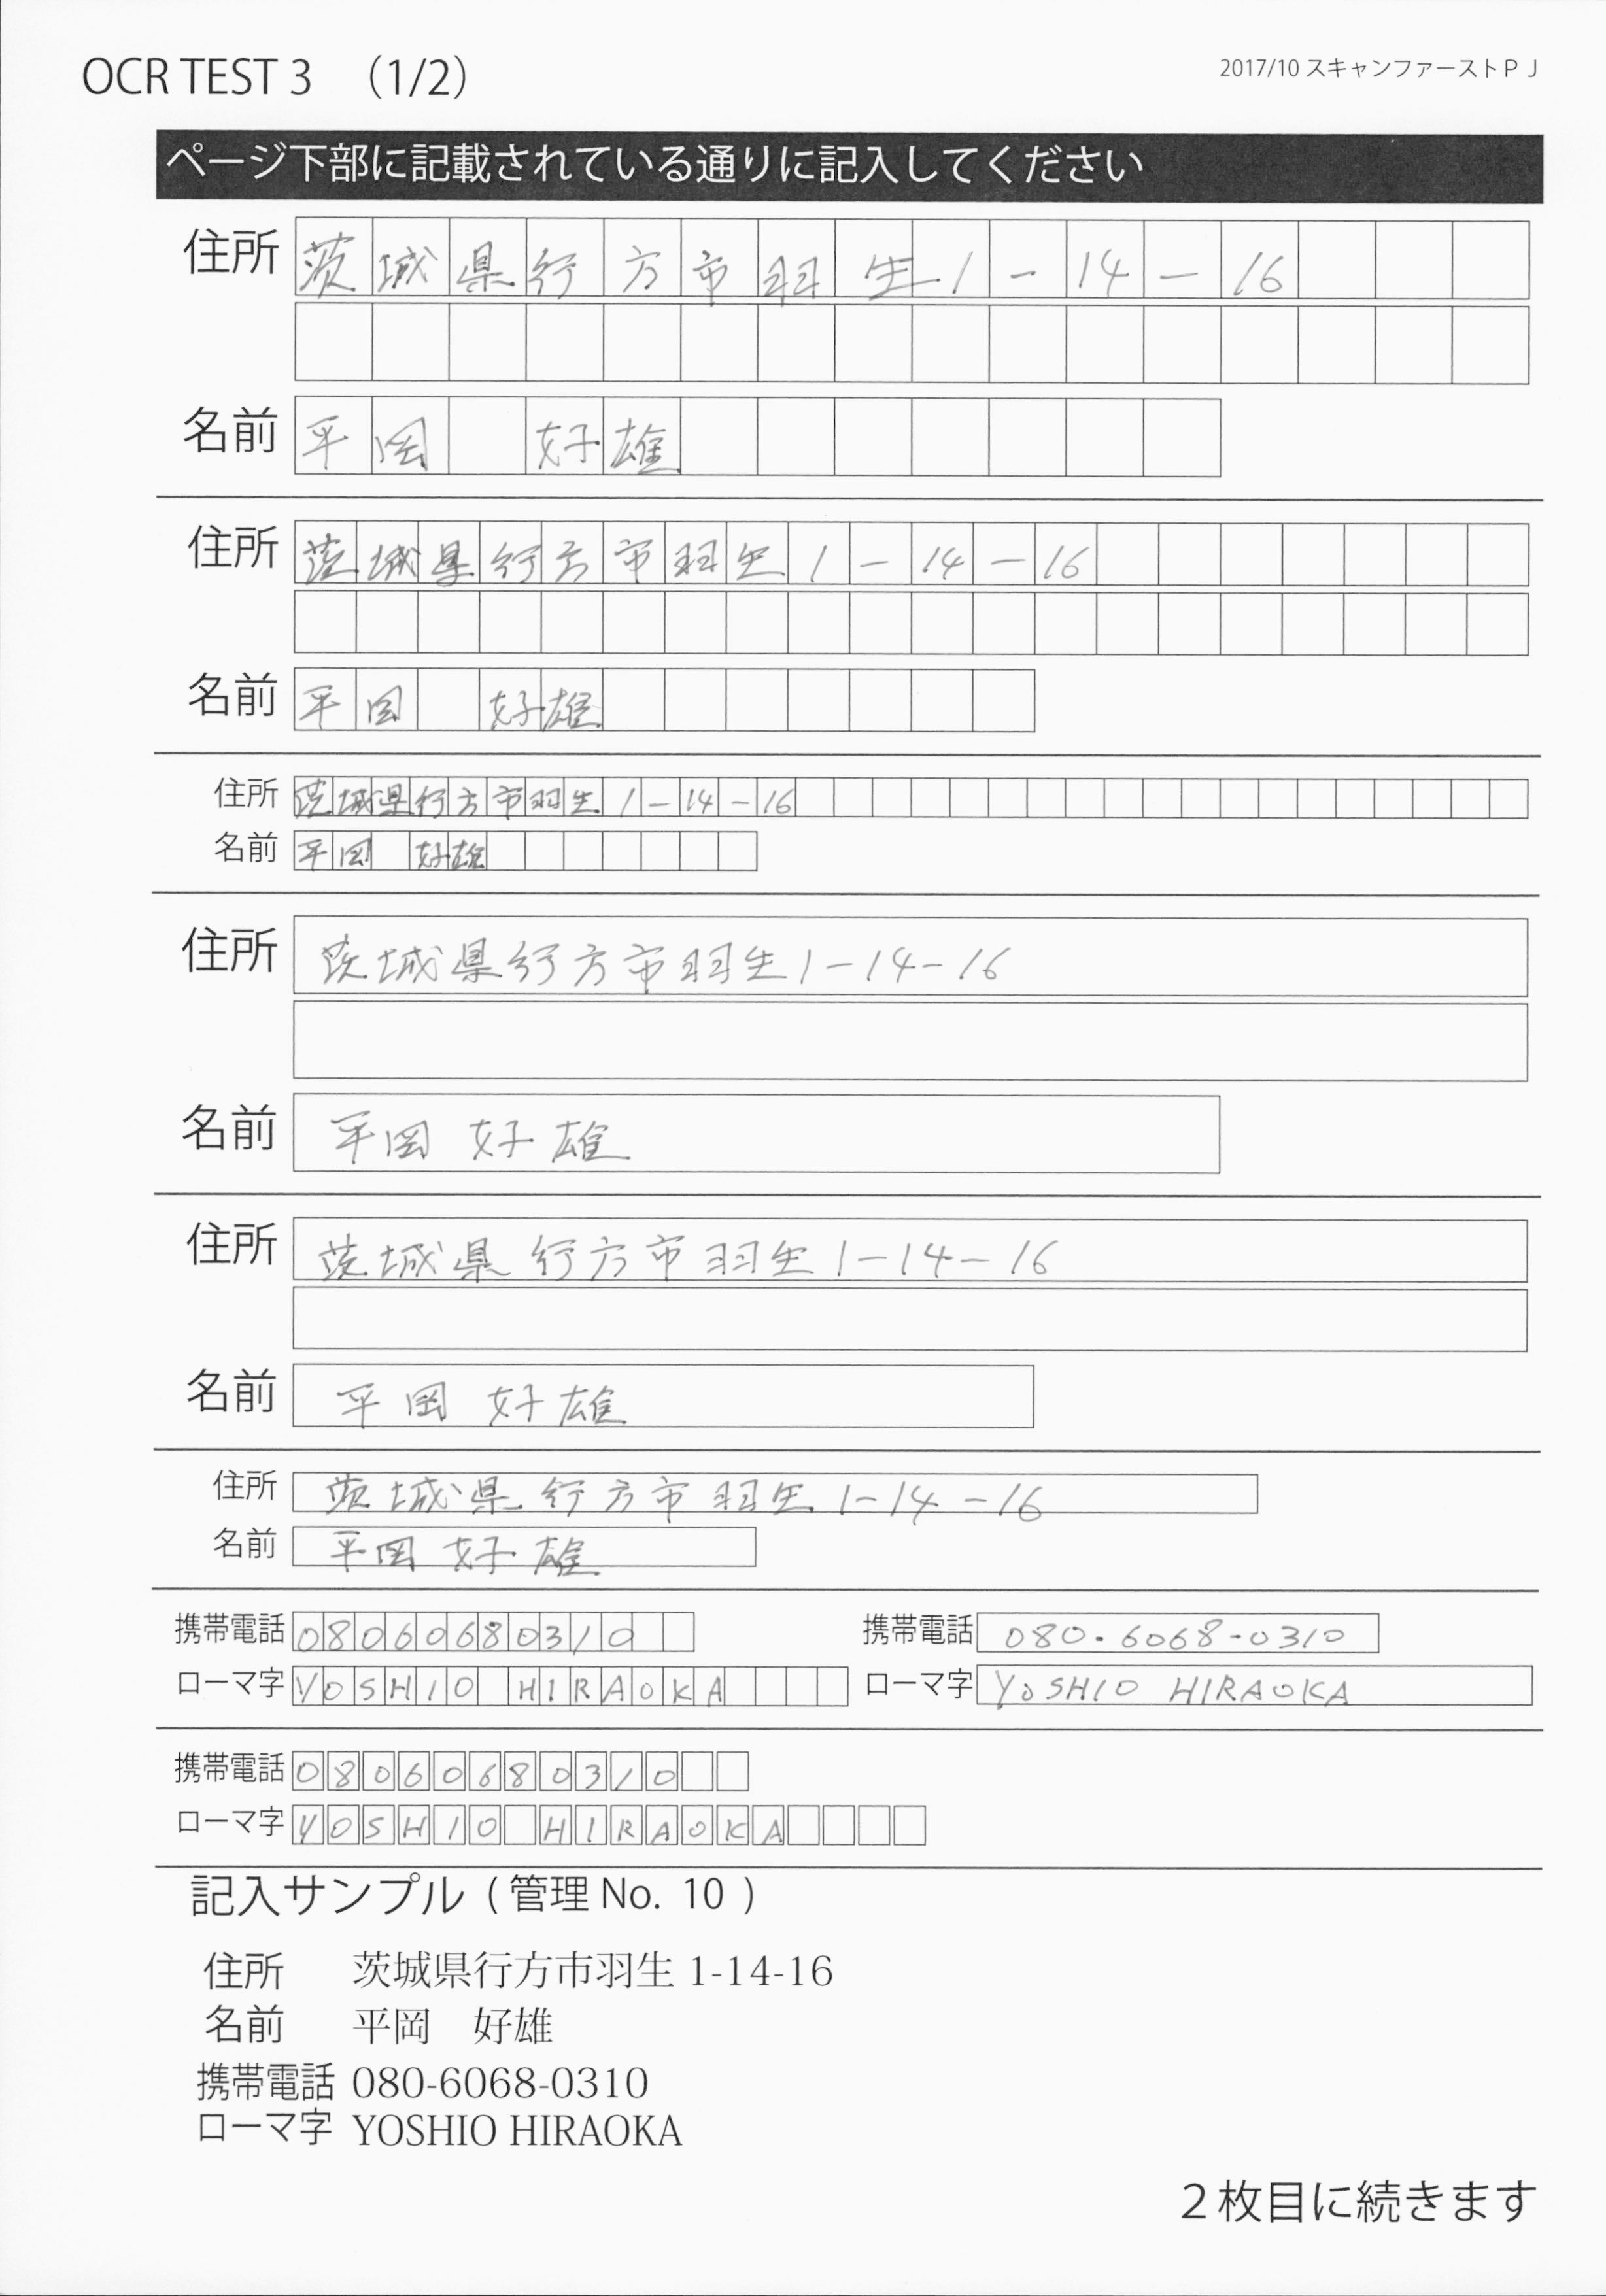 OCR TEST 3 (1/2)
2017/10 スキャンファーストPJ
ページ下部に記載されている通りに記入してください
住所 茨城県行方市羽生1-14-16
名前 平岡 好雄
住所 茨城県行方市羽生1-14-16
名前 平岡 好雄
住所 茨城県行方市羽生1-14-16
名前 平岡 好雄
住所 茨城県行方市羽生1-14-16
名前 平岡 好雄
住所 茨城県行方市羽生1-14-16
名前 平岡 好雄
住所 茨城県行方市羽生1-14-16
名前 平岡 好雄
携帯電話 08060680310 携帯電話 080-6068-0310
ローマ字 YOSHIO HIRAOKA ローマ字 YOSHIO HIRAOKA
携帯電話 08060680310
ローマ字 YOSHIO HIRAOKA
記入サンプル ( 管理 No. 10 )
住所 茨城県行方市羽生 1-14-16
名前 平岡 好雄
携帯電話 080-6068-0310
ローマ字 YOSHIO HIRAOKA
２枚目に続きます